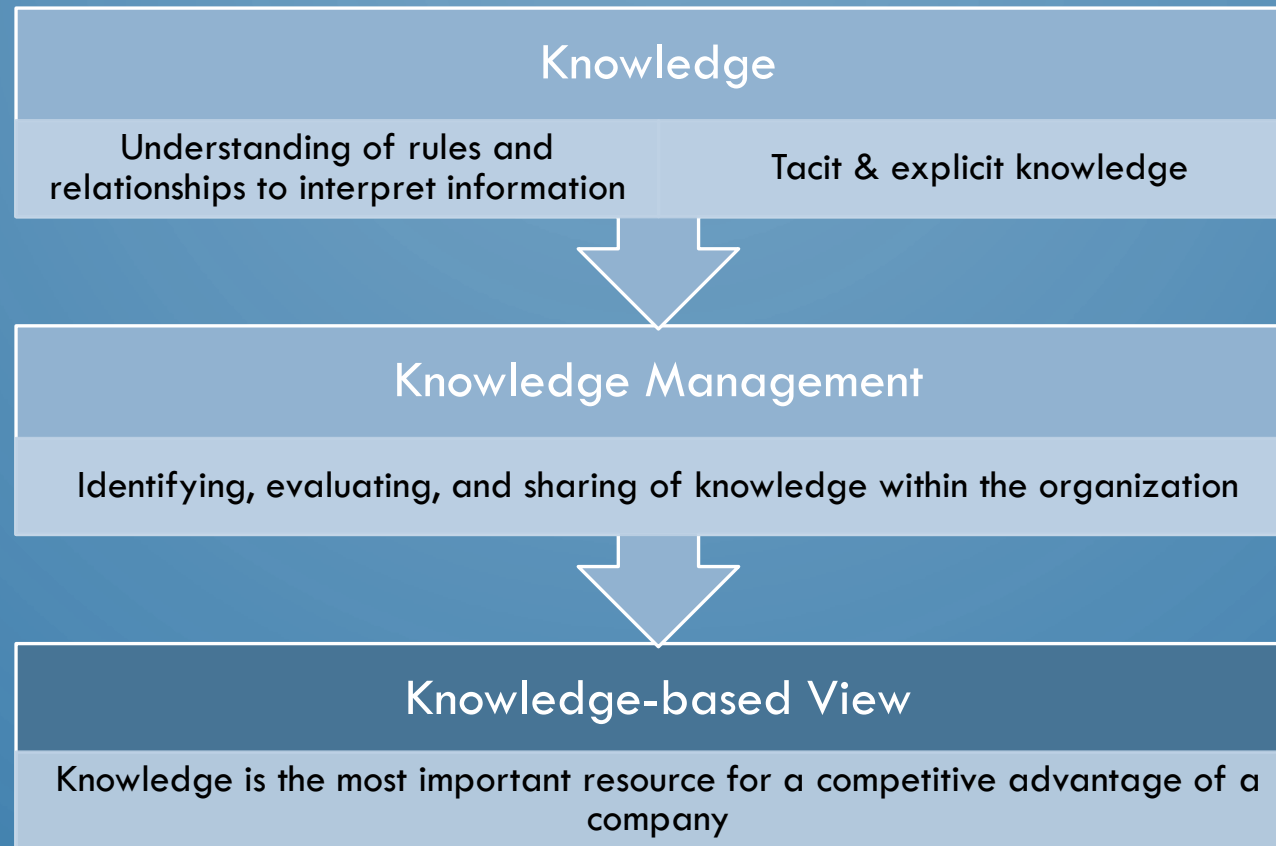 Knowledge
Understanding of rules and
relationships to interpret information
Tacit & explicit knowledge
Knowledge Management
Identifying, evaluating, and sharing of knowledge within the organization
Knowledge-based View
Knowledge is the most important resource for a competitive advantage of a
company